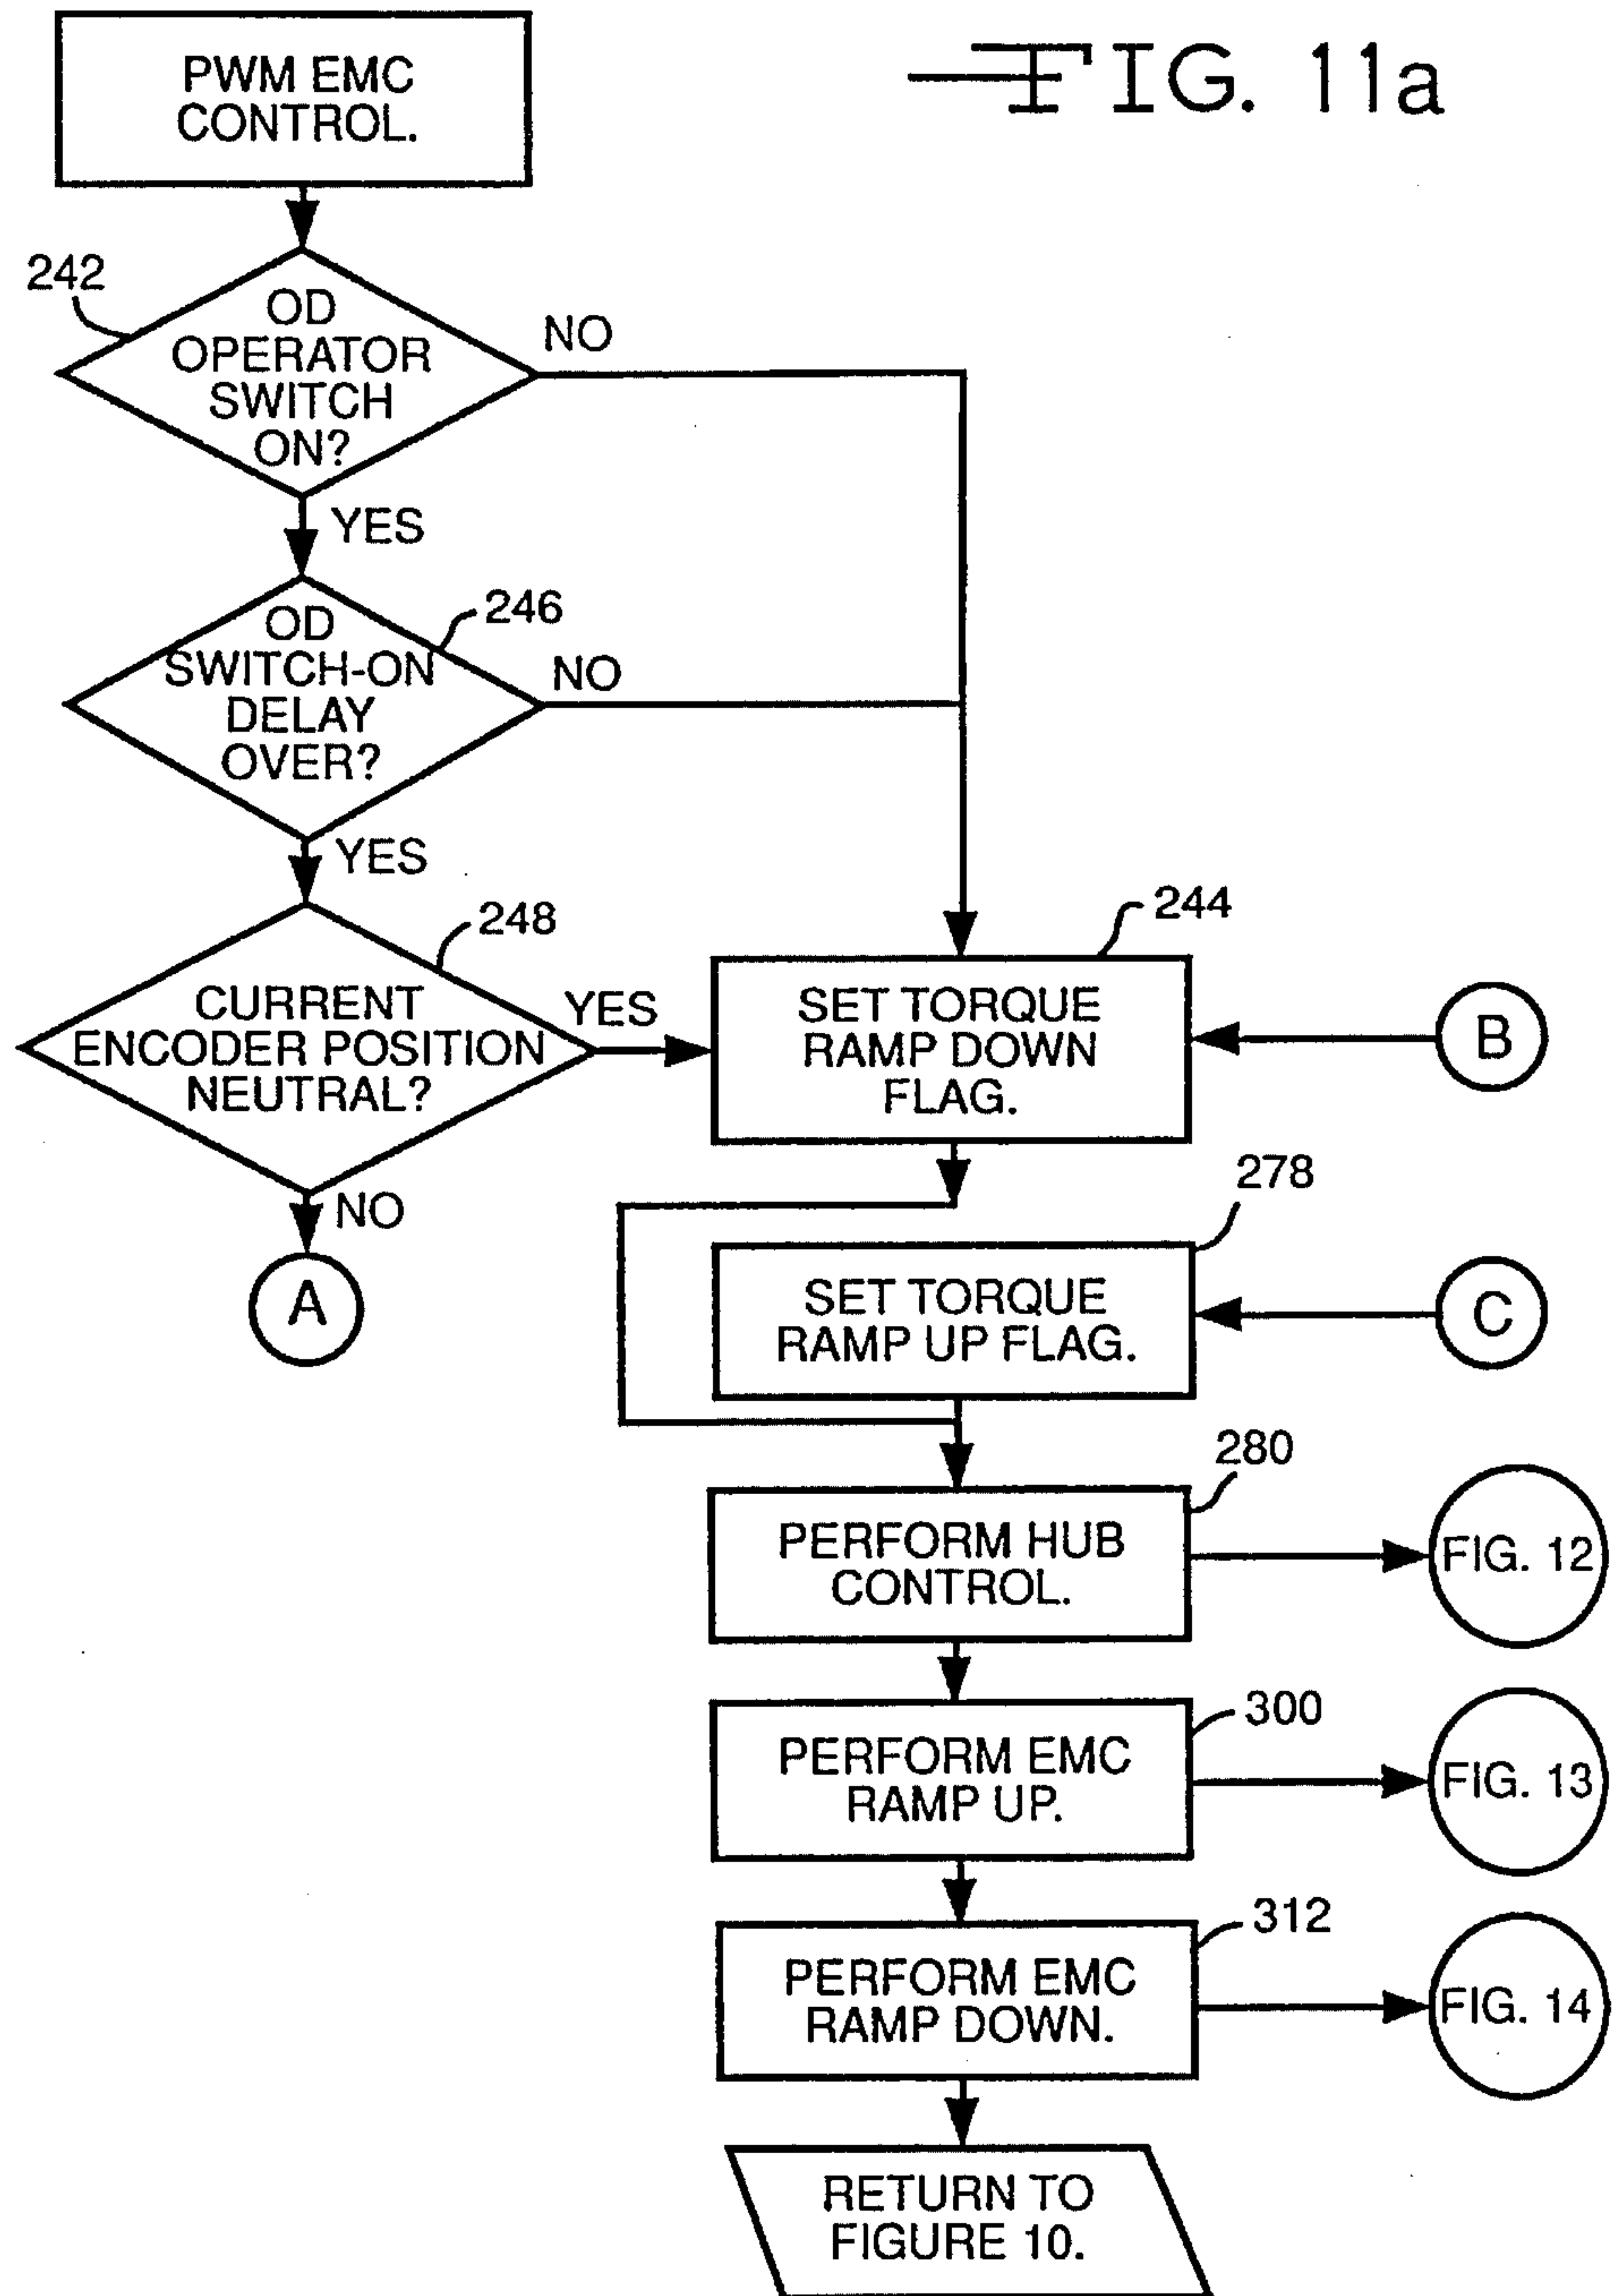 FIG. 11a
PWM EMC
CONTROL.
242
OD
OPERATOR
SWITCH
ON?
NO
YES
246
OD
SWITCH-ON
DELAY
OVER?
NO
YES
248
CURRENT
ENCODER POSITION
NEUTRAL?
YES
NO
A
244
SET TORQUE
RAMP DOWN
FLAG.
B
278
SET TORQUE
RAMP UP FLAG.
C
280
PERFORM HUB
CONTROL.
FIG. 12
300
PERFORM EMC
RAMP UP.
FIG. 13
312
PERFORM EMC
RAMP DOWN.
FIG. 14
RETURN TO
FIGURE 10.